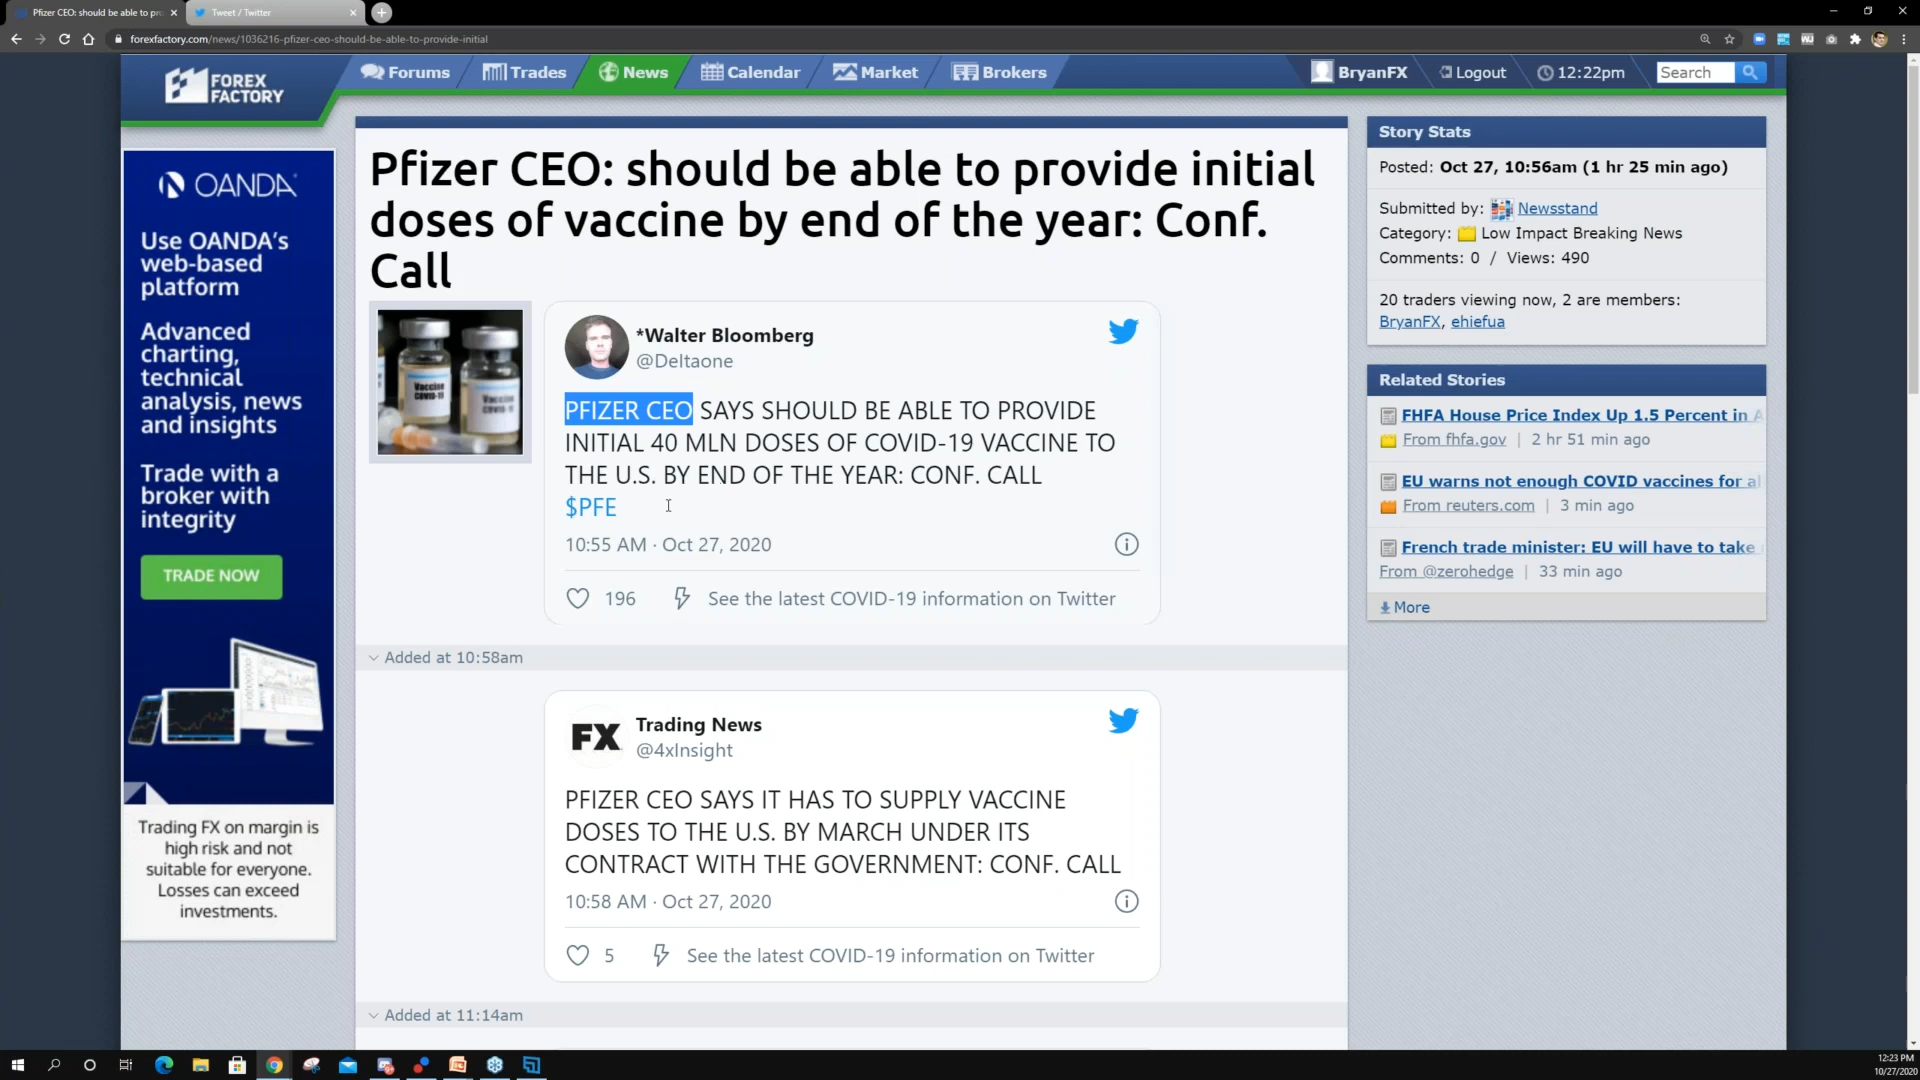 Pfizer CEO: should be able to pr
Tweet / Twitter
forexfactory.com/news/1036216-pfizer-ceo-should-be-able-to-provide-initial
FOREX
FACTORY
Forums
Trades
News
Calendar
Market
Brokers
BryanFX
Logout
12:22pm
Search
OANDA
Use OANDA's
web-based
platform
Advanced
charting,
technical
analysis, news
and insights
Trade with a
broker with
integrity
TRADE NOW
Trading FX on margin is
high risk and not
suitable for everyone.
Losses can exceed
investments.
Pfizer CEO: should be able to provide initial
doses of vaccine by end of the year: Conf.
Call
Vaccine
COVID-19
*Walter Bloomberg
@Deltaone
PFIZER CEO SAYS SHOULD BE ABLE TO PROVIDE
INITIAL 40 MLN DOSES OF COVID-19 VACCINE TO
THE U.S. BY END OF THE YEAR: CONF. CALL
$PFE
10:55 AM · Oct 27, 2020
196 See the latest COVID-19 information on Twitter
Added at 10:58am
FX
Trading News
@4xInsight
PFIZER CEO SAYS IT HAS TO SUPPLY VACCINE
DOSES TO THE U.S. BY MARCH UNDER ITS
CONTRACT WITH THE GOVERNMENT: CONF. CALL
10:58 AM · Oct 27, 2020
5 See the latest COVID-19 information on Twitter
Added at 11:14am
Story Stats
Posted: Oct 27, 10:56am (1 hr 25 min ago)
Submitted by: Newsstand
Category: Low Impact Breaking News
Comments: 0 / Views: 490
20 traders viewing now, 2 are members:
BryanFX, ehiefua
Related Stories
FHFA House Price Index Up 1.5 Percent in A
From fhfa.gov | 2 hr 51 min ago
EU warns not enough COVID vaccines for al
From reuters.com | 3 min ago
French trade minister: EU will have to take
From @zerohedge | 33 min ago
More
12:23 PM
10/27/2020